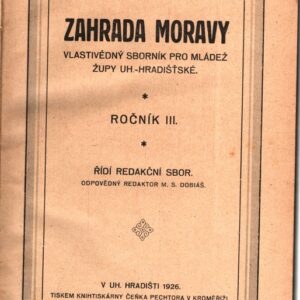 ZAHRADA MORAVY
VLASTIVĚDNÝ SBORNÍK PRO MLÁDEŽ
ŽUPY UH.-HRADIŠŤSKÉ.
*
ROČNÍK III.
*
ŘÍDÍ REDAKČNÍ SBOR.
ODPOVĚDNÝ REDAKTOR M. S. DOBIÁŠ.
V UH. HRADIŠTI 1926.
TISKEM KNIHTISKÁRNY ČEŇKA PECHTORA V KROMĚŘÍŽI